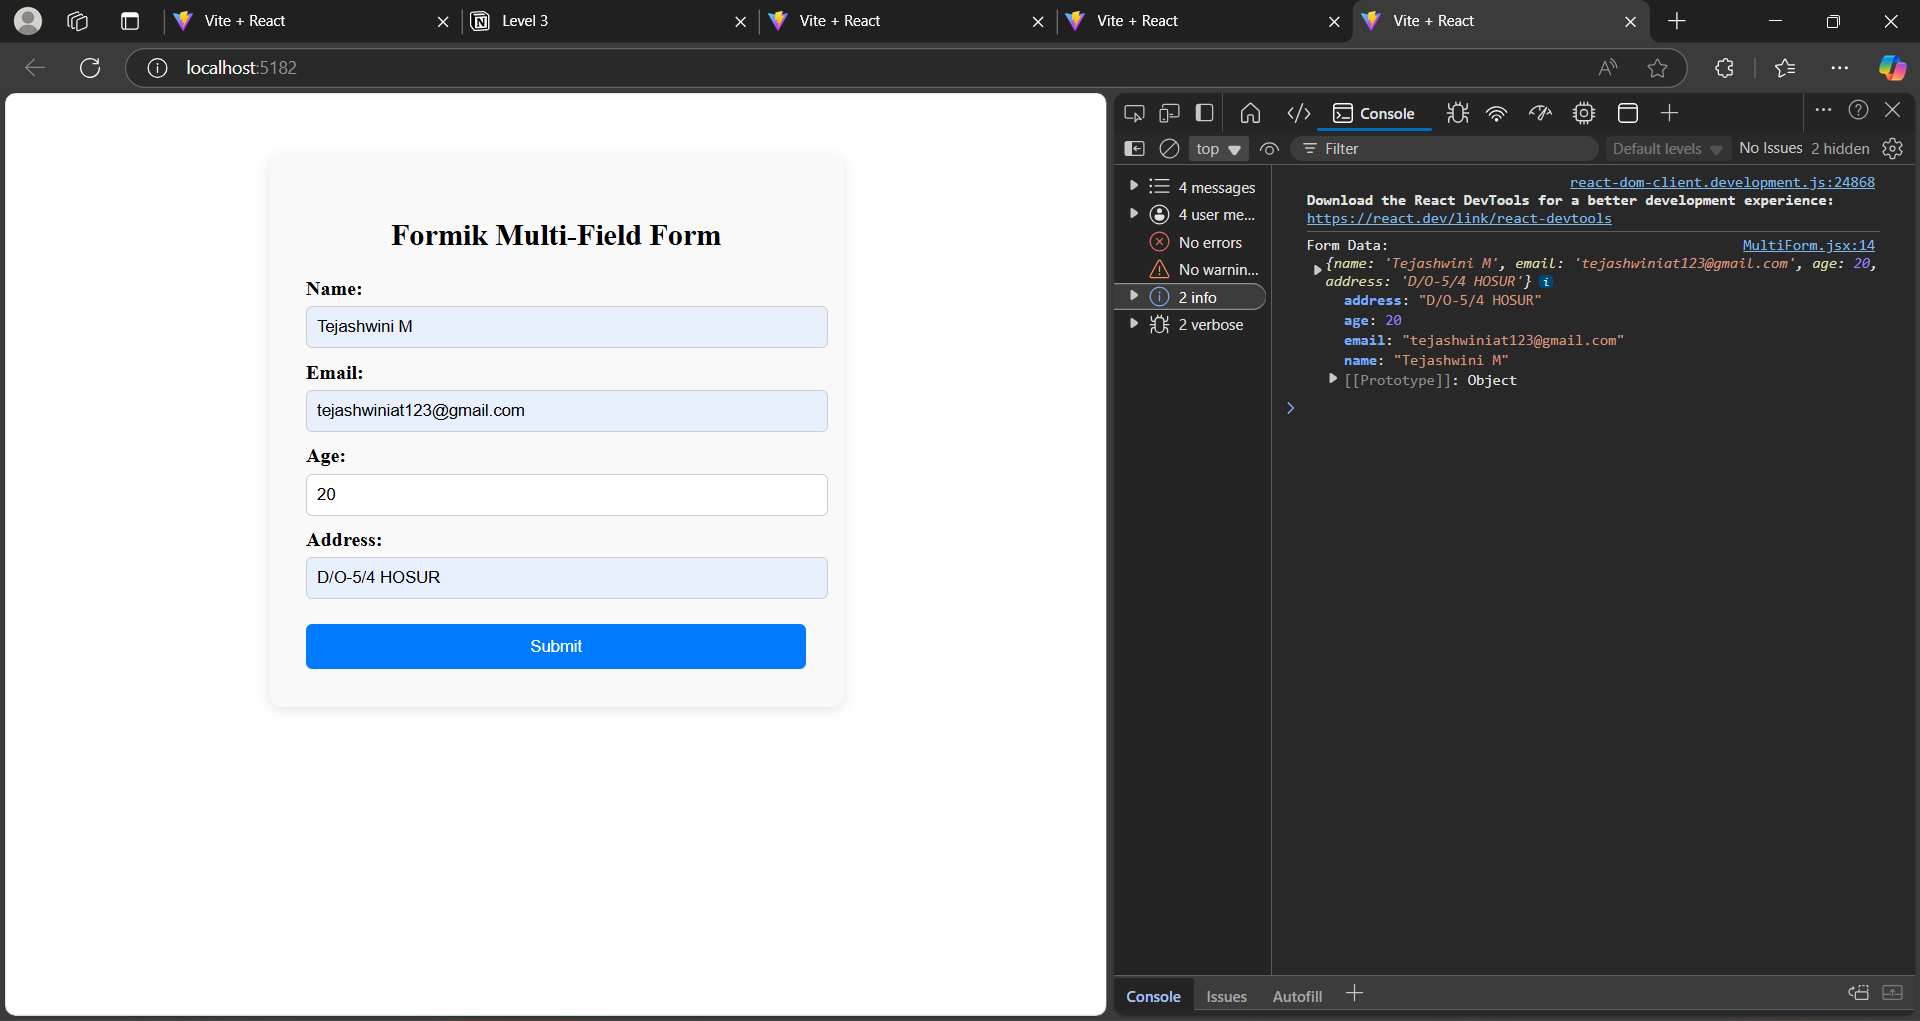 Vite + React
Level 3
Vite + React
Vite + React
Vite + React
localhost:5182
Formik Multi-Field Form
Name:
Tejashwini M
Email:
tejashwiniat123@gmail.com
Age:
20
Address:
D/O-5/4 HOSUR
Submit
Console
top
Filter
Default levels
No Issues
2 hidden
4 messages
4 user me...
No errors
No warnin...
2 info
2 verbose
react-dom-client.development.js:24868
Download the React DevTools for a better development experience:
https://react.dev/link/react-devtools
Form Data:
MultiForm.jsx:14
{name: 'Tejashwini M', email: 'tejashwiniat123@gmail.com', age: 20,
address: 'D/O-5/4 HOSUR'} i
address: "D/O-5/4 HOSUR"
age: 20
email: "tejashwiniat123@gmail.com"
name: "Tejashwini M"
[[Prototype]]: Object
Console
Issues
Autofill